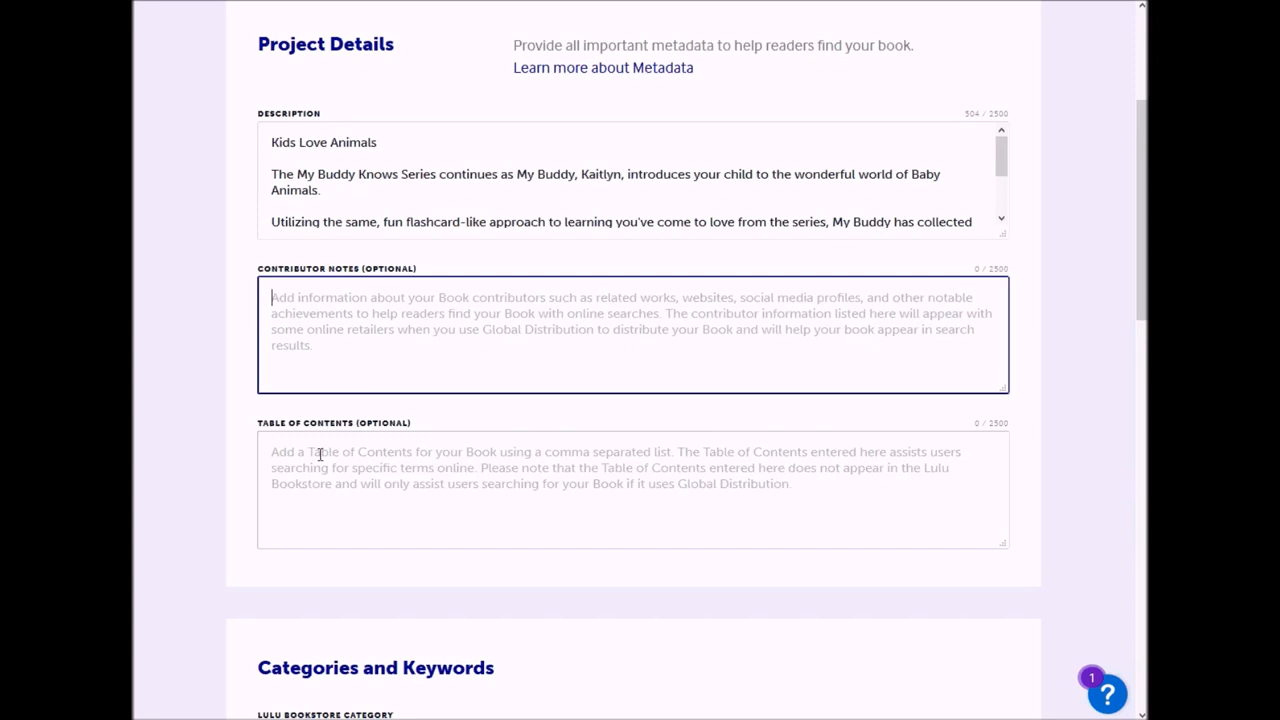 Project Details
Provide all important metadata to help readers find your book.
Learn more about Metadata
DESCRIPTION
504 / 2500
Kids Love Animals
The My Buddy Knows Series continues as My Buddy, Kaitlyn, introduces your child to the wonderful world of Baby
Animals.
Utilizing the same, fun flashcard-like approach to learning you've come to love from the series, My Buddy has collected
CONTRIBUTOR NOTES (OPTIONAL)
0 / 2500
Add information about your Book contributors such as related works, websites, social media profiles, and other notable
achievements to help readers find your Book with online searches. The contributor information listed here will appear with
some online retailers when you use Global Distribution to distribute your Book and will help your book appear in search
results.
TABLE OF CONTENTS (OPTIONAL)
0 / 2500
Add a Table of Contents for your Book using a comma separated list. The Table of Contents entered here assists users
searching for specific terms online. Please note that the Table of Contents entered here does not appear in the Lulu
Bookstore and will only assist users searching for your Book if it uses Global Distribution.
Categories and Keywords
LULU BOOKSTORE CATEGORY
1
?